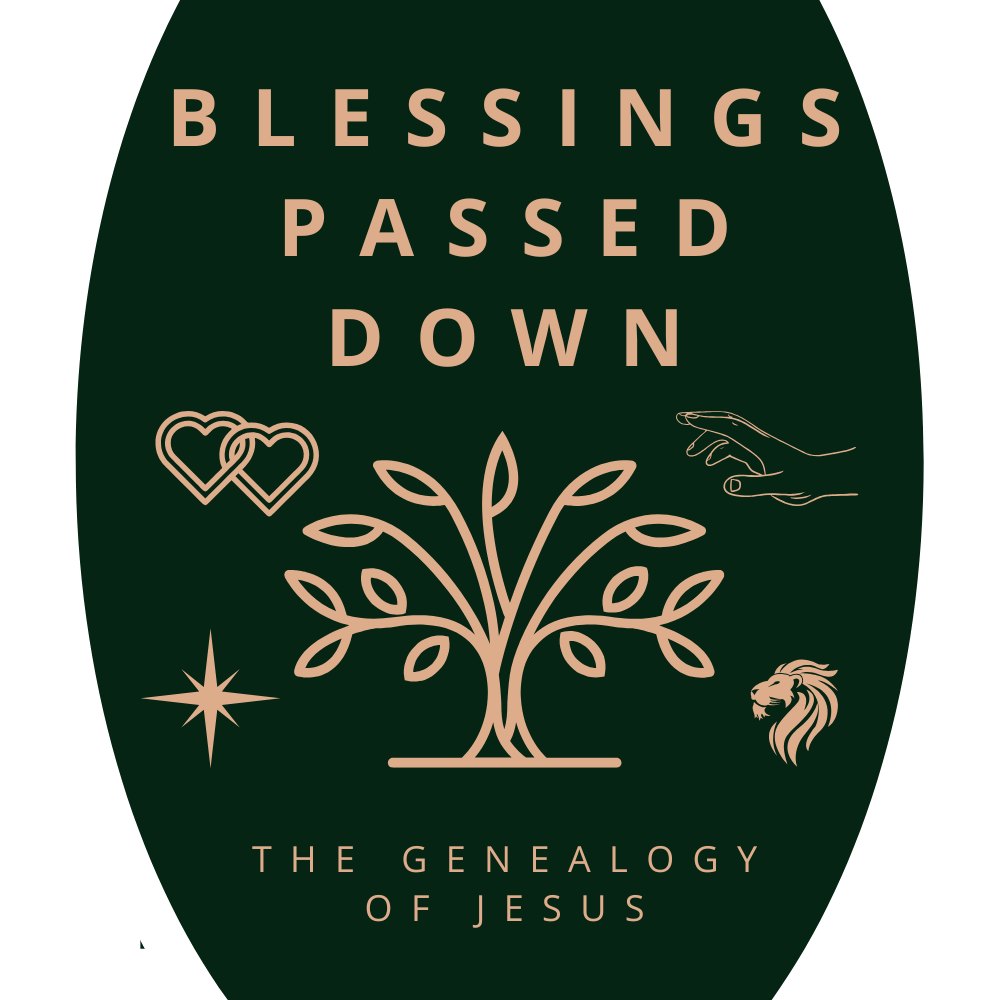 BLESSINGS
PASSED
DOWN
THE GENEALOGY
OF JESUS